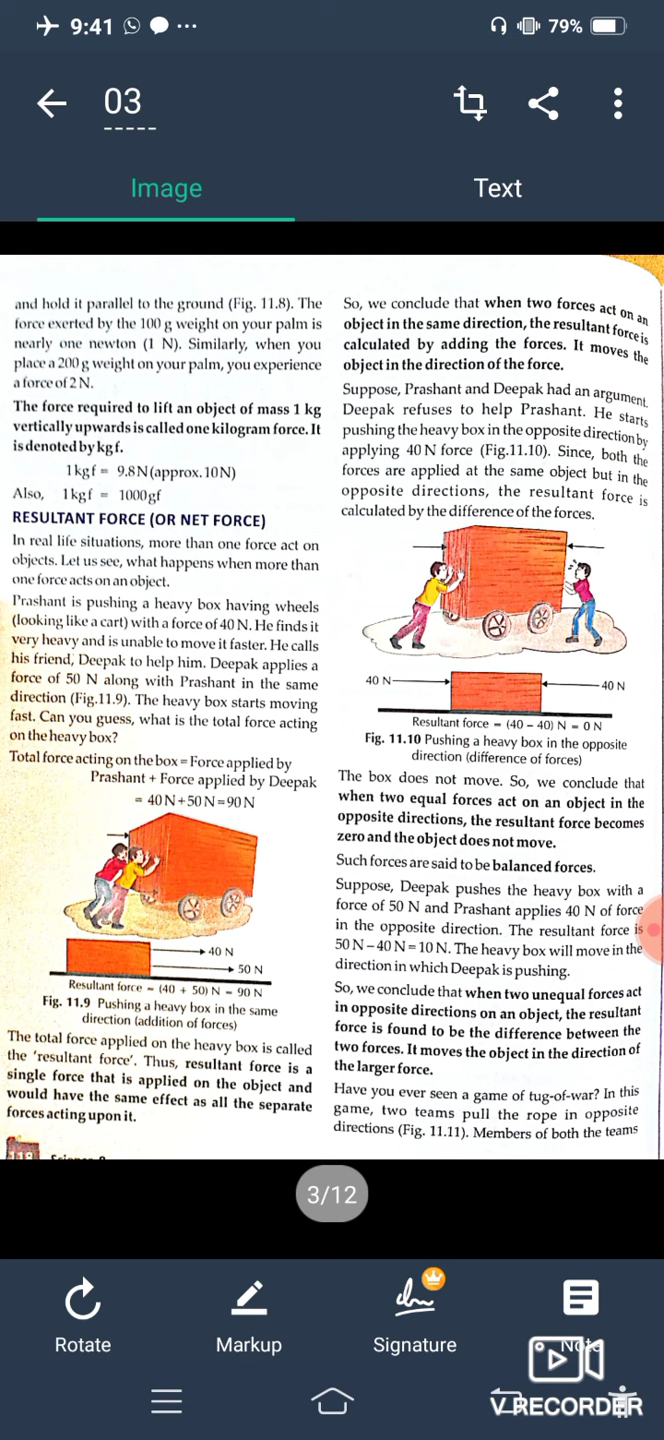 9:41
79%
03
Image
Text
and hold it parallel to the ground (Fig. 11.8). The
force exerted by the 100 g weight on your palm is
nearly one newton (1 N). Similarly, when you
place a 200 g weight on your palm, you experience
a force of 2 N.
The force required to lift an object of mass 1 kg
vertically upwards is called one kilogram force. It
is denoted by kg f.
1 kg f = 9.8 N (approx. 10 N)
Also, 1 kg f = 1000 gf
RESULTANT FORCE (OR NET FORCE)
In real life situations, more than one force act on
objects. Let us see, what happens when more than
one force acts on an object.
Prashant is pushing a heavy box having wheels
(looking like a cart) with a force of 40 N. He finds it
very heavy and is unable to move it faster. He calls
his friend, Deepak to help him. Deepak applies a
force of 50 N along with Prashant in the same
direction (Fig.11.9). The heavy box starts moving
fast. Can you guess, what is the total force acting
on the heavy box?
Total force acting on the box = Force applied by
Prashant + Force applied by Deepak
= 40 N + 50 N = 90 N
40 N
50 N
Resultant force = (40 + 50) N = 90 N
Fig. 11.9 Pushing a heavy box in the same
direction (addition of forces)
The total force applied on the heavy box is called
the 'resultant force'. Thus, resultant force is a
single force that is applied on the object and
would have the same effect as all the separate
forces acting upon it.
So, we conclude that when two forces act on an
object in the same direction, the resultant force is
calculated by adding the forces. It moves the
object in the direction of the force.
Suppose, Prashant and Deepak had an argument.
Deepak refuses to help Prashant. He starts
pushing the heavy box in the opposite direction by
applying 40 N force (Fig.11.10). Since, both the
forces are applied at the same object but in the
opposite directions, the resultant force is
calculated by the difference of the forces.
40 N
40 N
Resultant force = (40 – 40) N = 0 N
Fig. 11.10 Pushing a heavy box in the opposite
direction (difference of forces)
The box does not move. So, we conclude that
when two equal forces act on an object in the
opposite directions, the resultant force becomes
zero and the object does not move.
Such forces are said to be balanced forces.
Suppose, Deepak pushes the heavy box with a
force of 50 N and Prashant applies 40 N of force
in the opposite direction. The resultant force is
50 N – 40 N = 10 N. The heavy box will move in the
direction in which Deepak is pushing.
So, we conclude that when two unequal forces act
in opposite directions on an object, the resultant
force is found to be the difference between the
two forces. It moves the object in the direction of
the larger force.
Have you ever seen a game of tug-of-war? In this
game, two teams pull the rope in opposite
directions (Fig. 11.11). Members of both the teams
3/12
Rotate
Markup
Signature
Note
V RECORDER